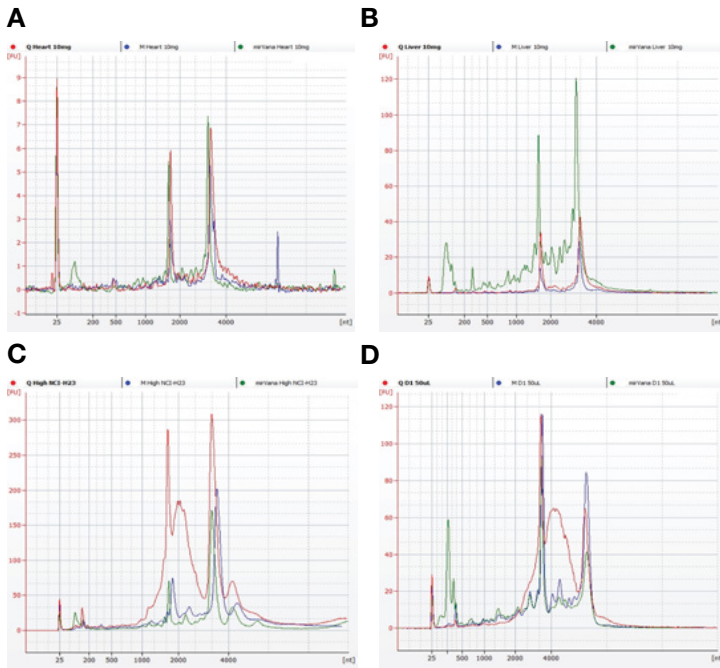 A
Q Heart 10mg M Heart 10mg mirVana Heart 10mg
[FU]
9
8
7
6
5
4
3
2
1
0
-1
25 200 500 1000 2000 4000 [nt]
B
Q Liver 10mg M Liver 10mg mirVana Liver 10mg
[FU]
120
100
80
60
40
20
0
25 200 500 1000 2000 4000 [nt]
C
Q High NCI-H23 M High NCI-H23 mirVana High NCI-H23
[FU]
300
250
200
150
100
50
0
25 200 500 1000 2000 4000 [nt]
D
Q D1 50uL M D1 50uL mirVana D1 50uL
[FU]
120
100
80
60
40
20
0
25 500 1000 2000 4000 [nt]